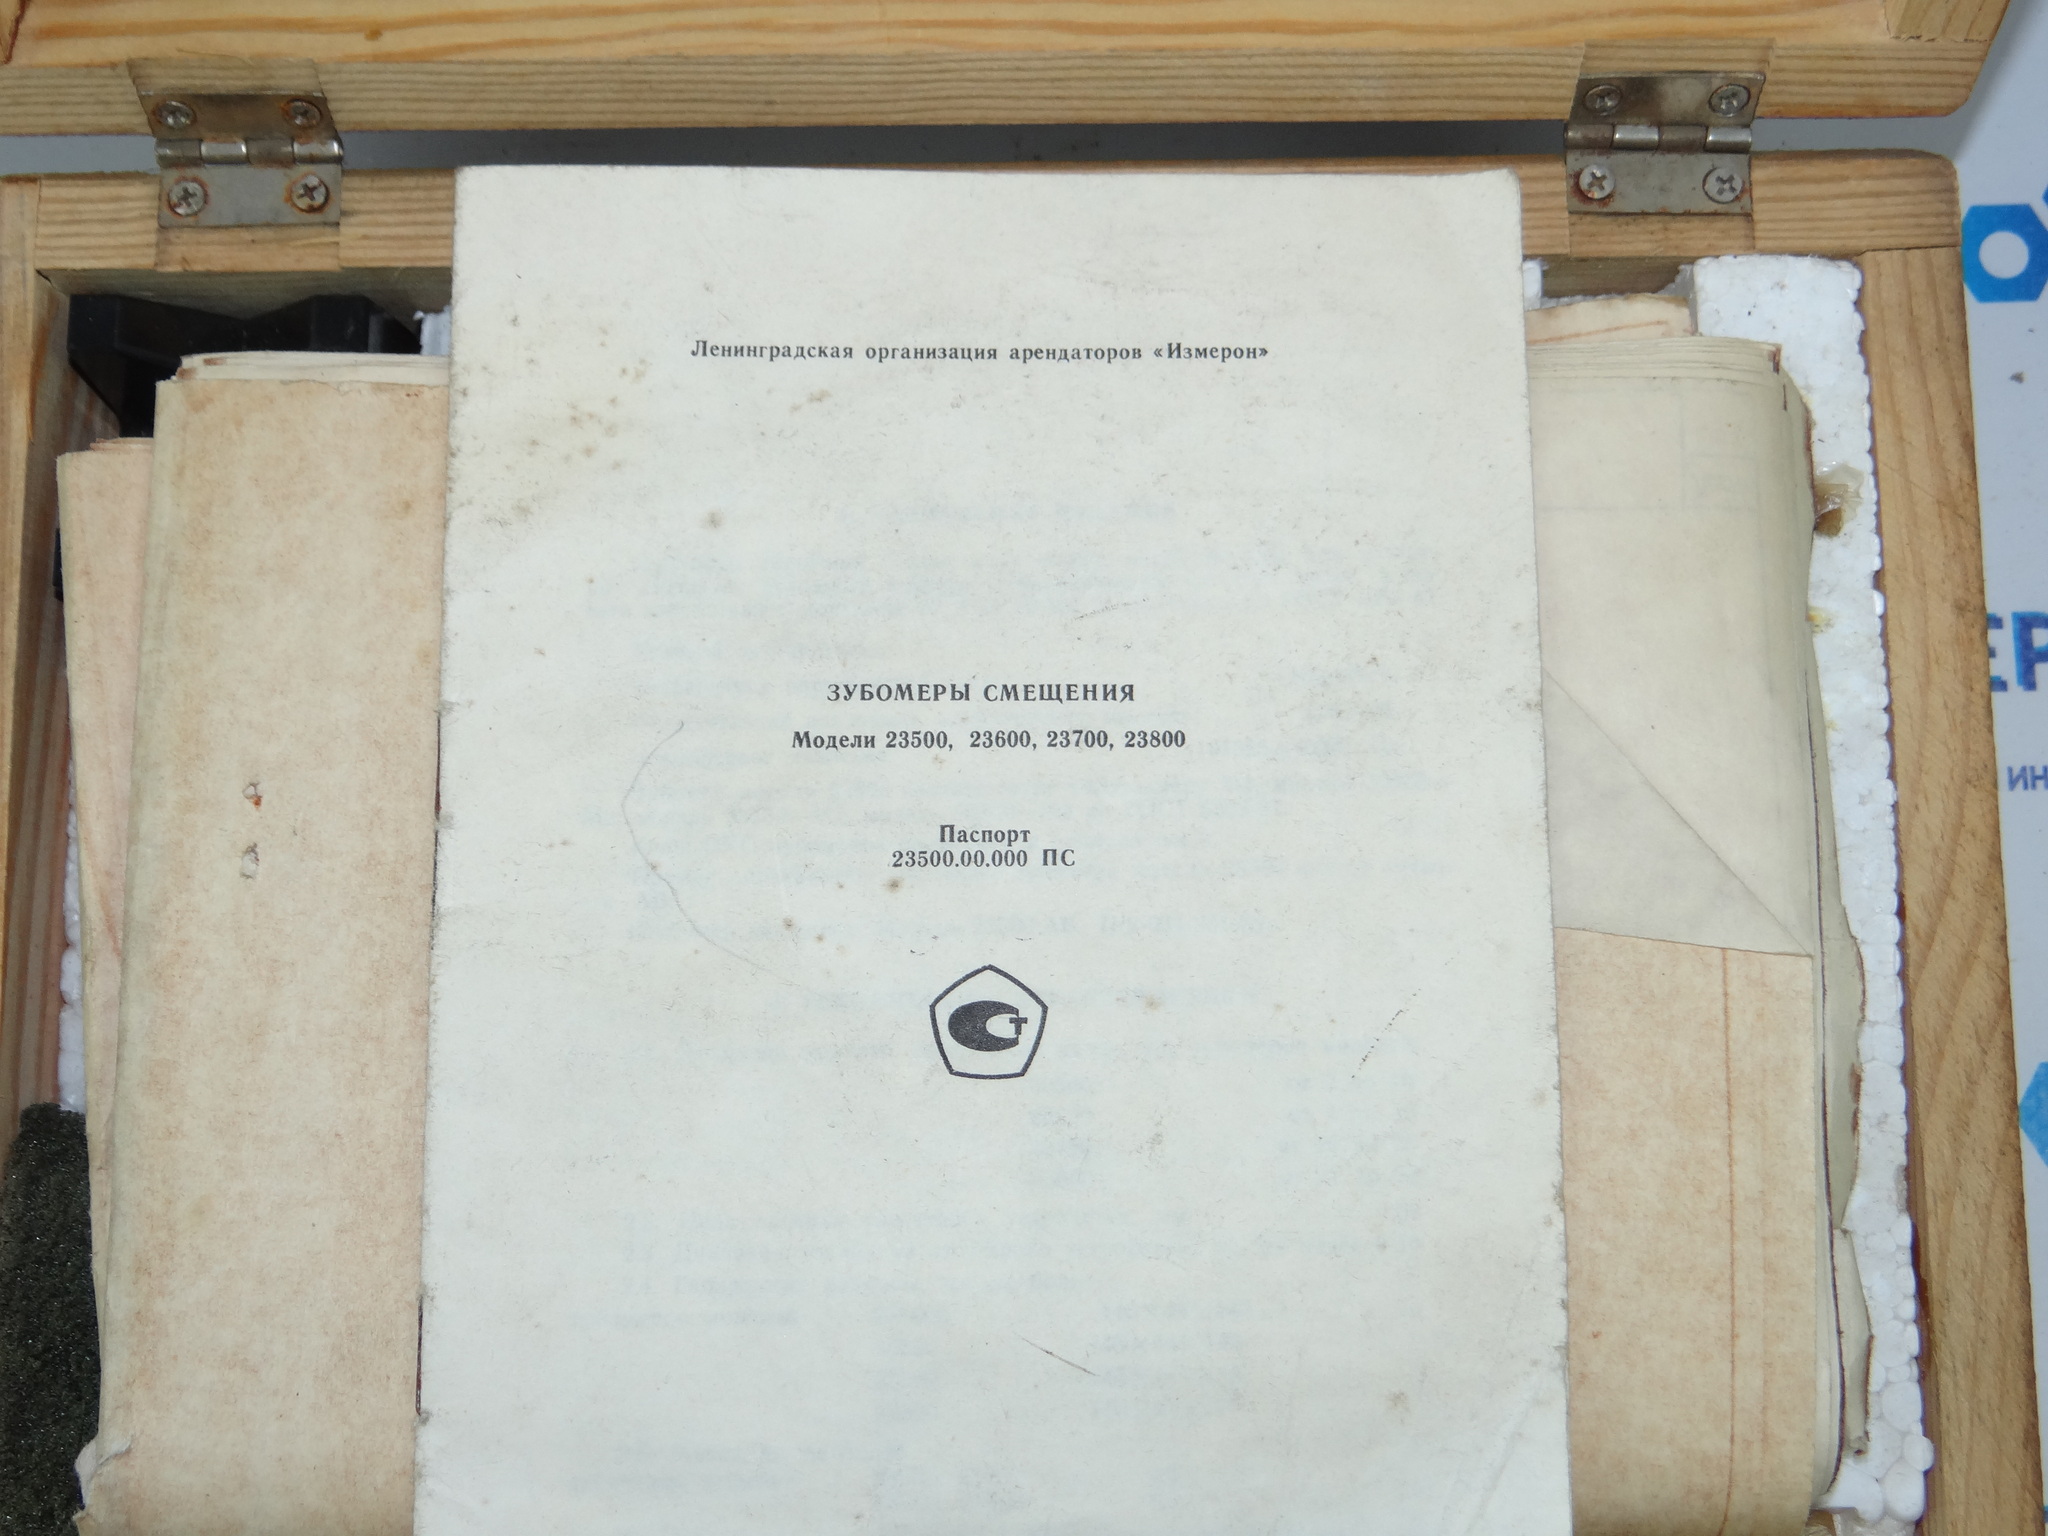 Ленинградская организация арендаторов «Измерон»
ЗУБОМЕРЫ СМЕЩЕНИЯ
Модели 23500, 23600, 23700, 23800
Паспорт
23500.00.000 ПС